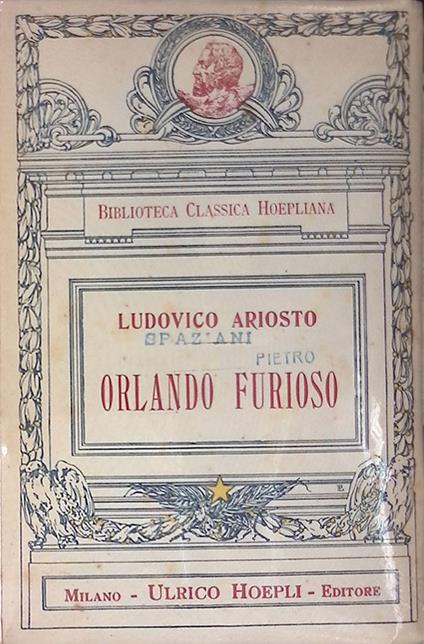 BIBLIOTECA CLASSICA HOEPLIANA
LUDOVICO ARIOSTO
SPAZIANI
PIETRO
ORLANDO FURIOSO
MILANO - ULRICO HOEPLI - EDITORE